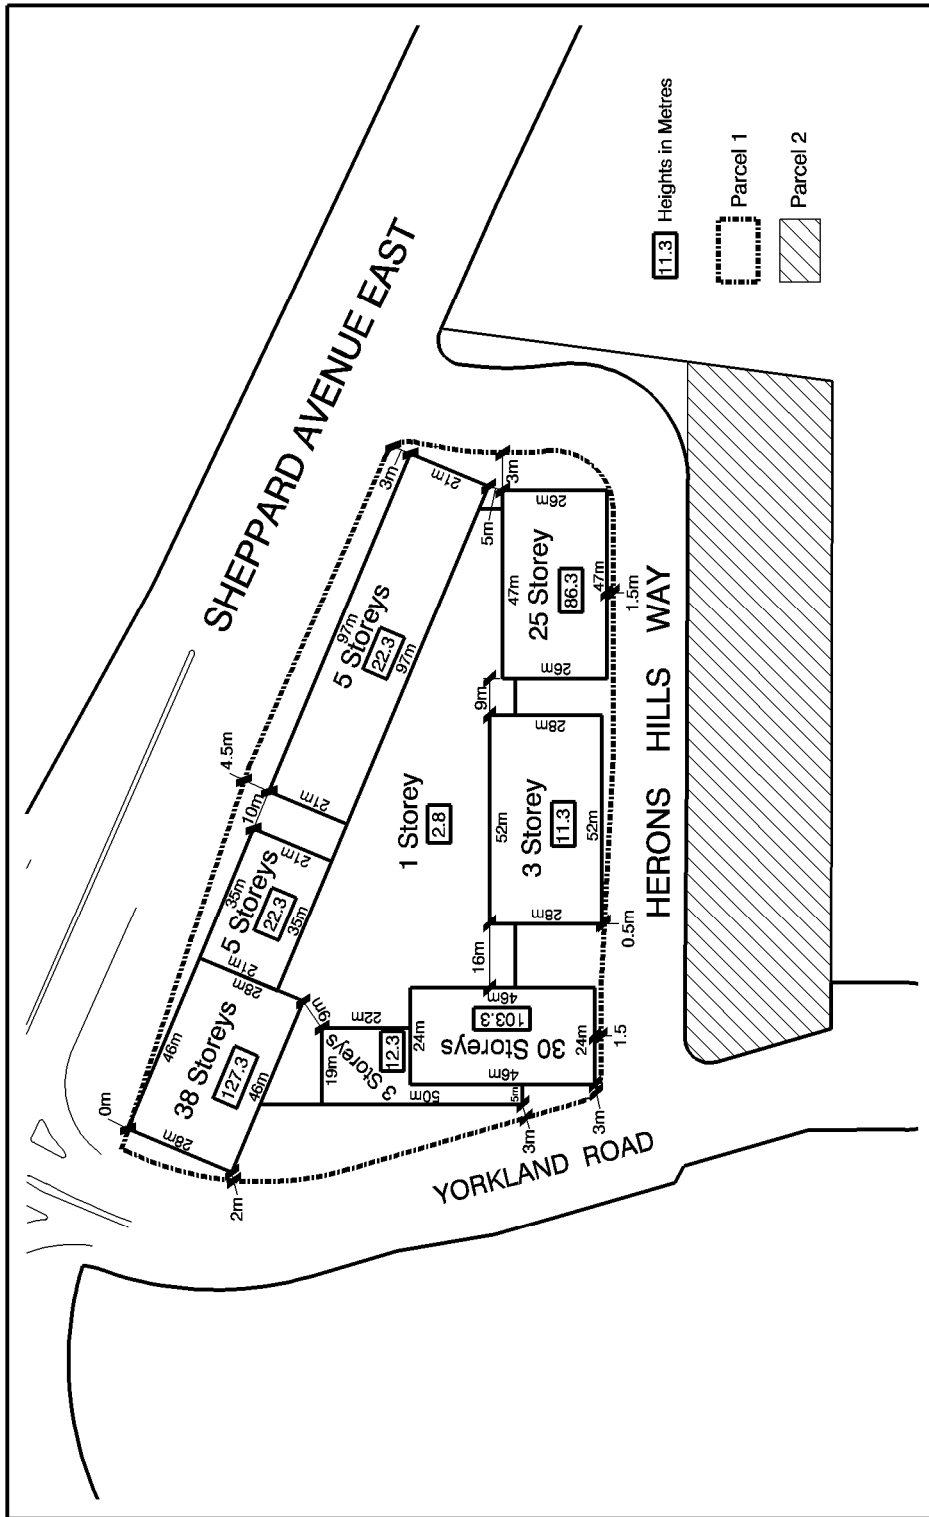 SHEPPARD AVENUE EAST
0m
46m
38 Storeys
127.3
28m
28m
46m
2m
35m
5 Storeys
22.3
21m
21m
35m
10m
4.5m
21m
97m
5 Storeys
22.3
97m
3m
21m
5m
3m
9m
22m
19m
3 Storeys
12.3
50m
5m
3m
3m
46m
103.3
30 Storeys
24m
24m
46m
1.5
16m
1 Storey
2.8
28m
52m
3 Storey
11.3
52m
28m
0.5m
9m
26m
47m
25 Storey
86.3
47m
26m
1.5m
HERONS HILLS WAY
YORKLAND ROAD
11.3 Heights in Metres
Parcel 1
Parcel 2